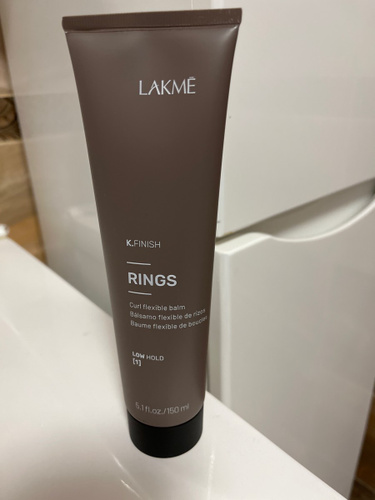 LAKMĒ
K.FINISH
RINGS
Curl flexible balm
Bálsamo flexible de rizos
Baume flexible de boucles
LOW HOLD
[1]
5.1 fl.oz./150 ml